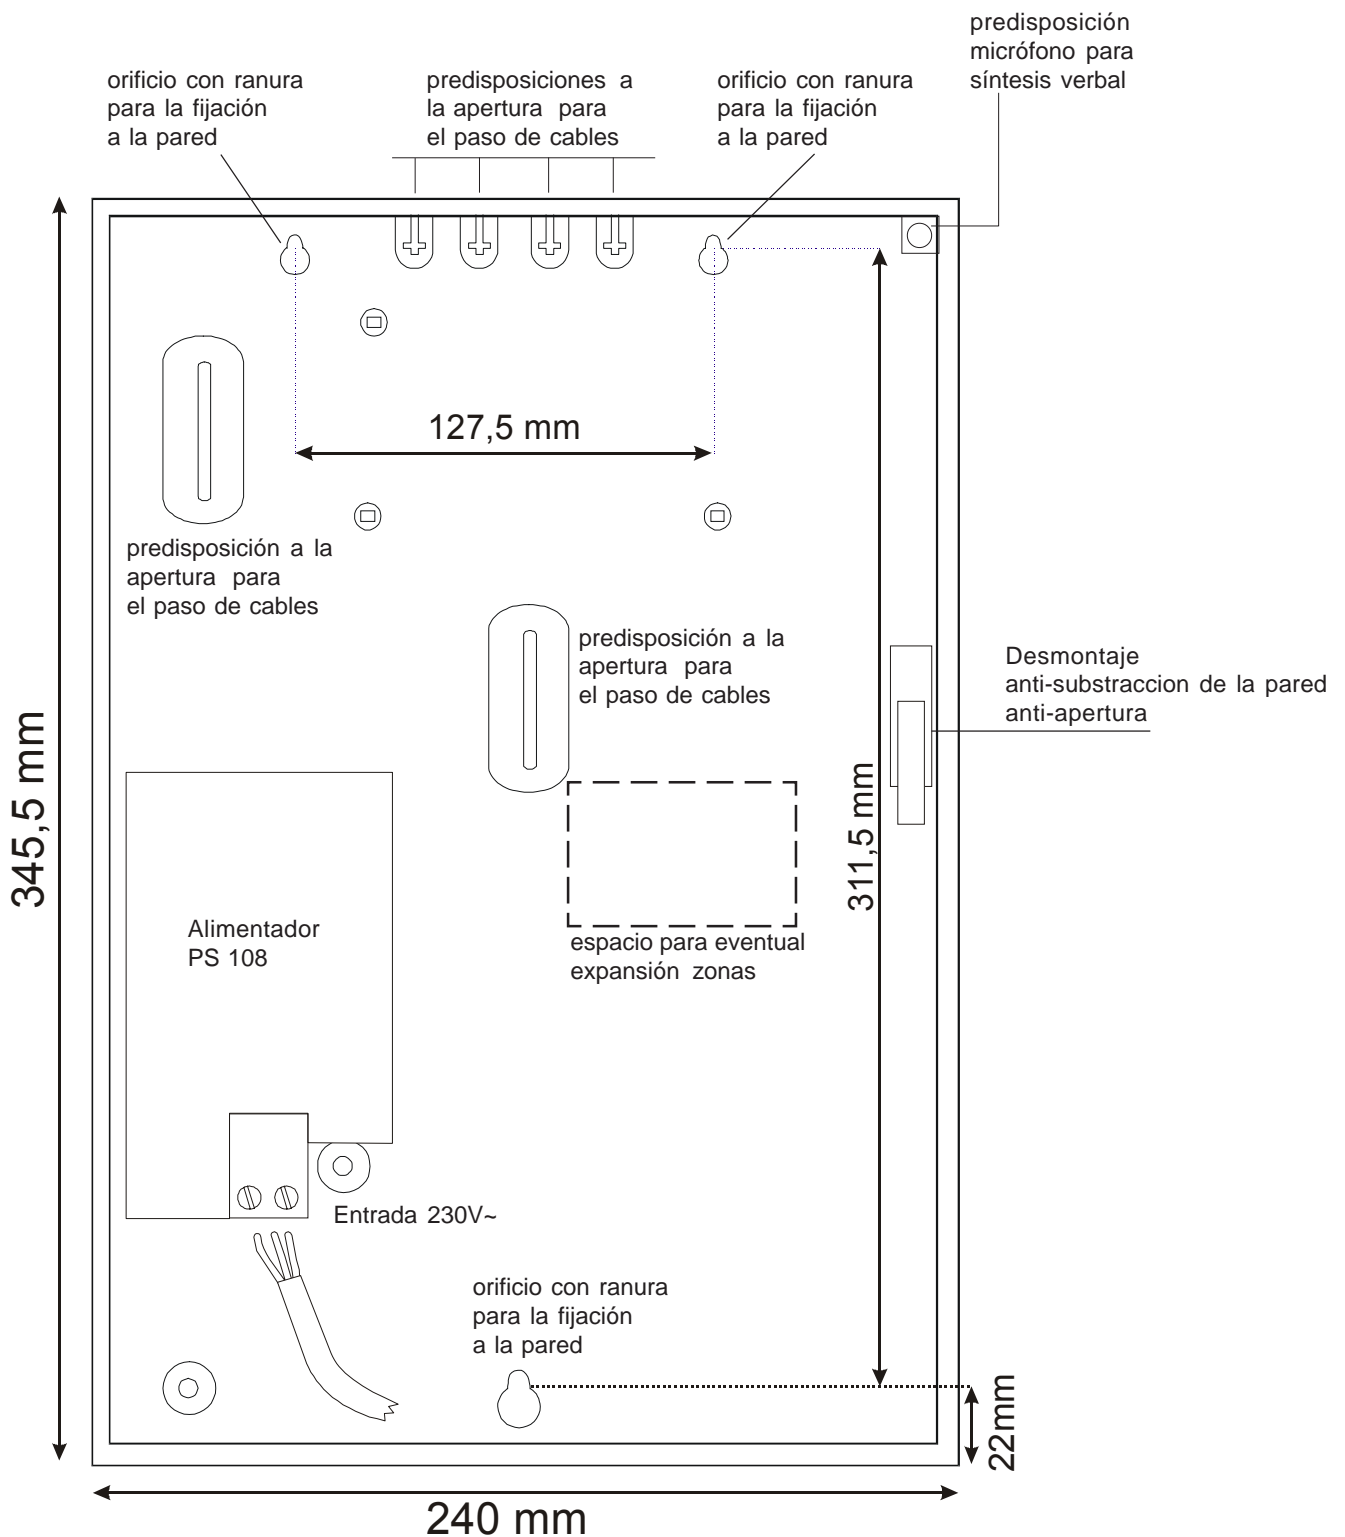 predisposición
micrófono para
síntesis verbal
orificio con ranura
para la fijación
a la pared
predisposiciones a
la apertura para
el paso de cables
orificio con ranura
para la fijación
a la pared
127,5 mm
predisposición a la
apertura para
el paso de cables
predisposición a la
apertura para
el paso de cables
Desmontaje
anti-substraccion de la pared
anti-apertura
345,5 mm
311,5 mm
Alimentador
PS 108
espacio para eventual
expansión zonas
Entrada 230V~
orificio con ranura
para la fijación
a la pared
22mm
240 mm